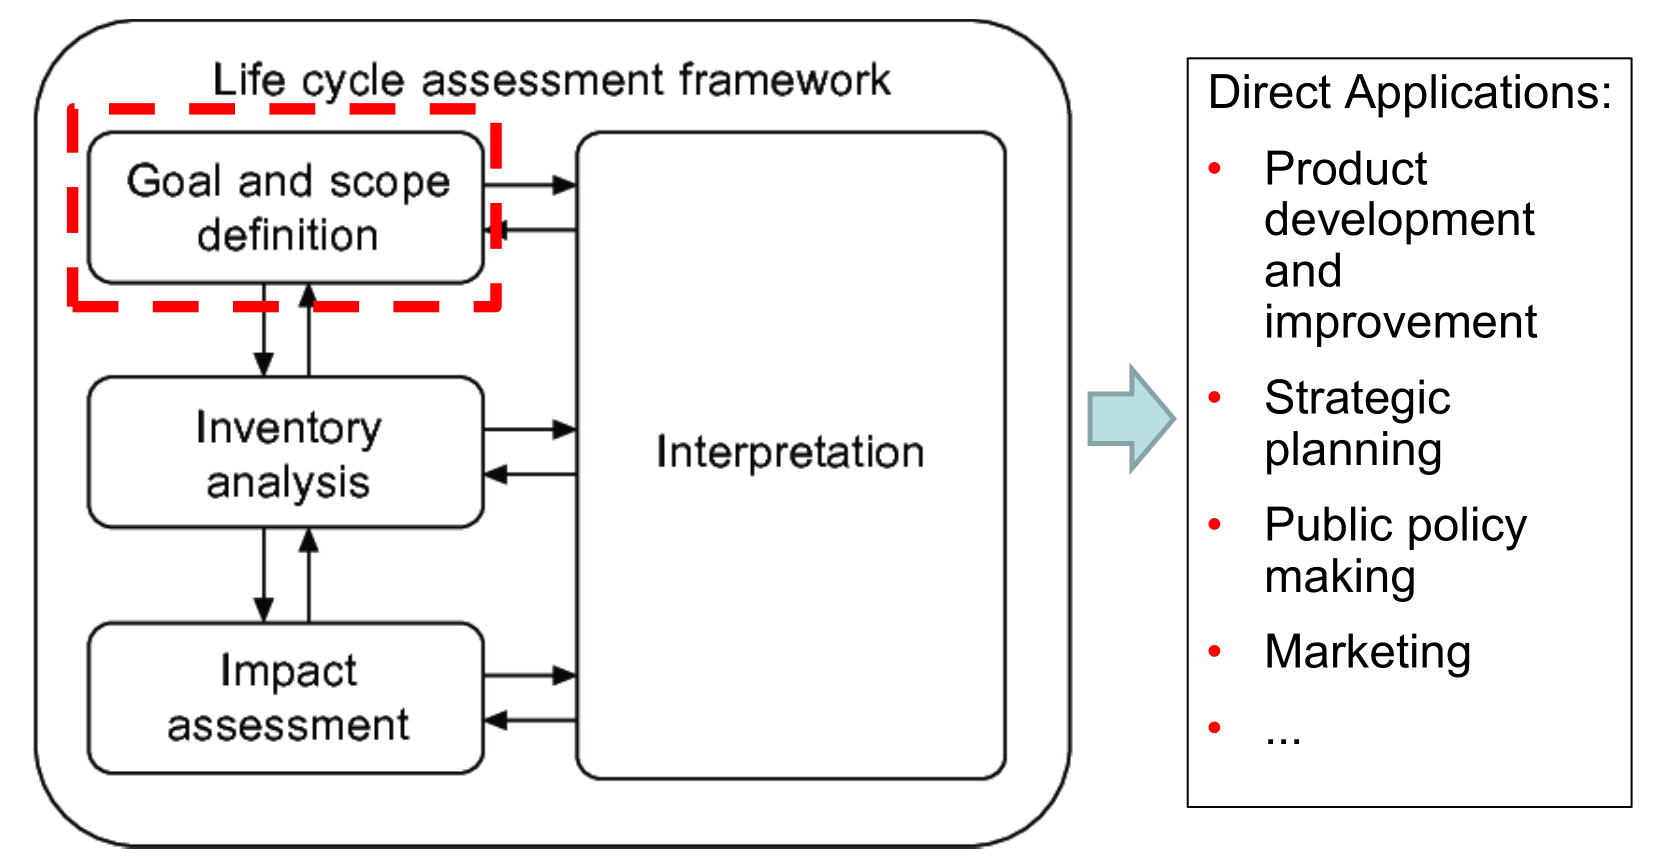 Life cycle assessment framework
Goal and scope
definition
Inventory
analysis
Impact
assessment
Interpretation
Direct Applications:
• Product
development
and
improvement
• Strategic
planning
• Public policy
making
• Marketing
• ...